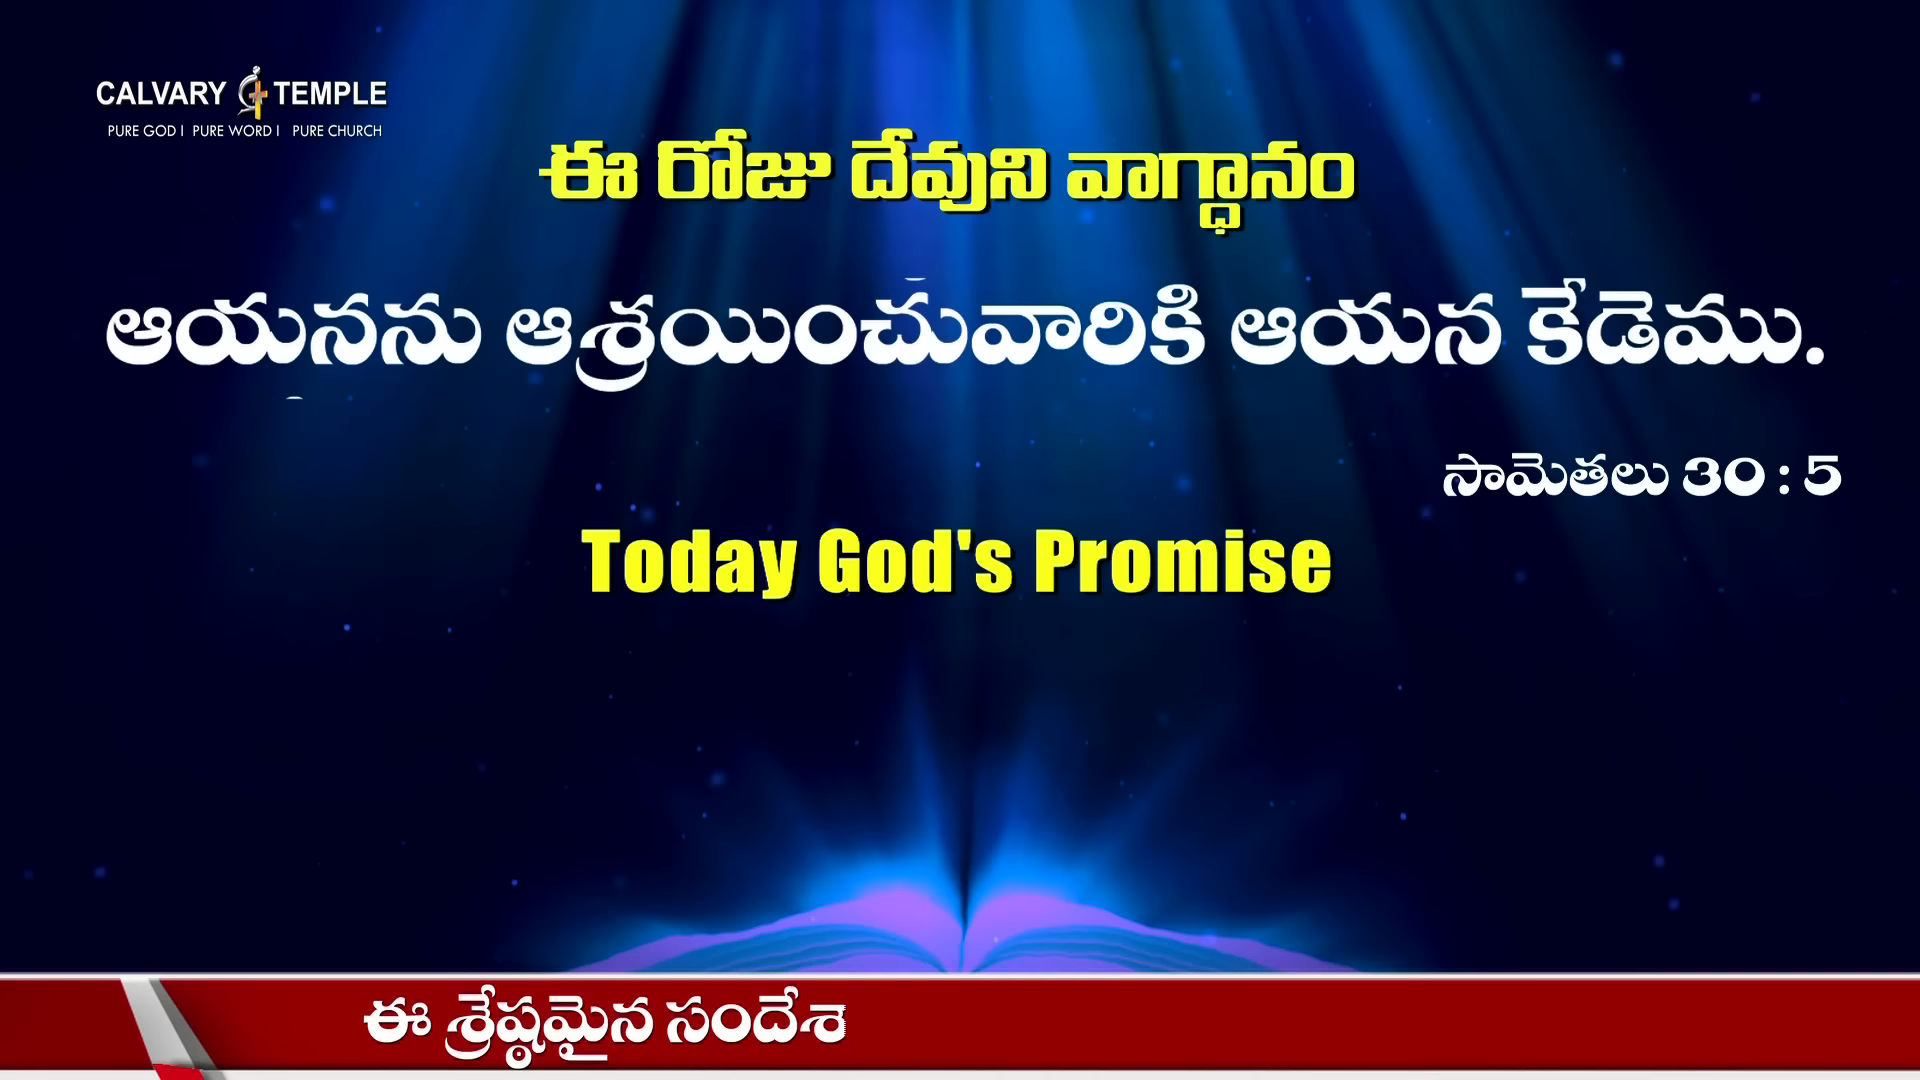 CALVARY TEMPLE
PURE GOD I PURE WORD I PURE CHURCH
ఈ రోజు దేవుని వాగ్ధానం
ఆయనను ఆశ్రయించువారికి ఆయన కేడెము.
సామెతలు 30 : 5
Today God's Promise
ఈ శ్రేష్ఠమైన సందేశ